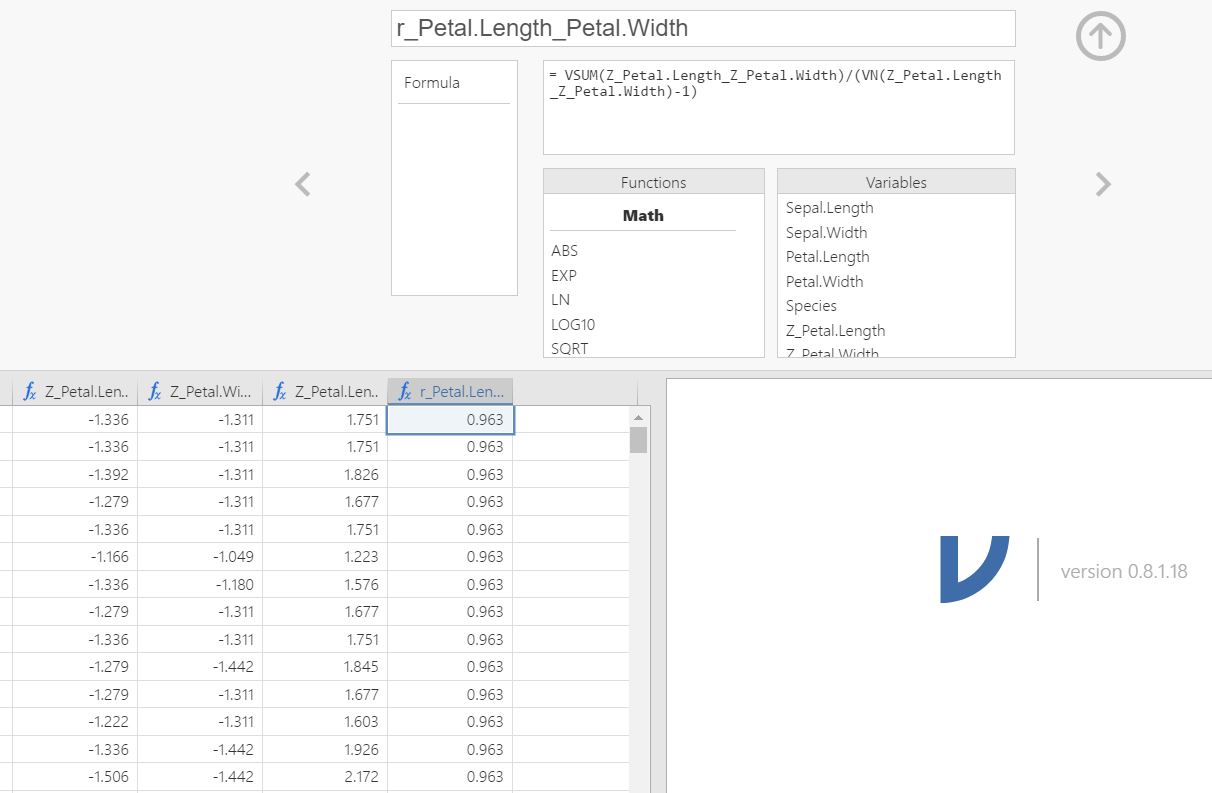 r_Petal.Length_Petal.Width
Formula
= VSUM(Z_Petal.Length_Z_Petal.Width)/(VN(Z_Petal.Length
_Z_Petal.Width)-1)
Functions
Math
ABS
EXP
LN
LOG10
SQRT
Variables
Sepal.Length
Sepal.Width
Petal.Length
Petal.Width
Species
Z_Petal.Length
Z_Petal.Width
fx Z_Petal.Len.. fx Z_Petal.Wi... fx Z_Petal.Len.. fx r_Petal.Len...
-1.336 -1.311 1.751 0.963
-1.336 -1.311 1.751 0.963
-1.392 -1.311 1.826 0.963
-1.279 -1.311 1.677 0.963
-1.336 -1.311 1.751 0.963
-1.166 -1.049 1.223 0.963
-1.336 -1.180 1.576 0.963
-1.279 -1.311 1.677 0.963
-1.336 -1.311 1.751 0.963
-1.279 -1.442 1.845 0.963
-1.279 -1.311 1.677 0.963
-1.222 -1.311 1.603 0.963
-1.336 -1.442 1.926 0.963
-1.506 -1.442 2.172 0.963
version 0.8.1.18